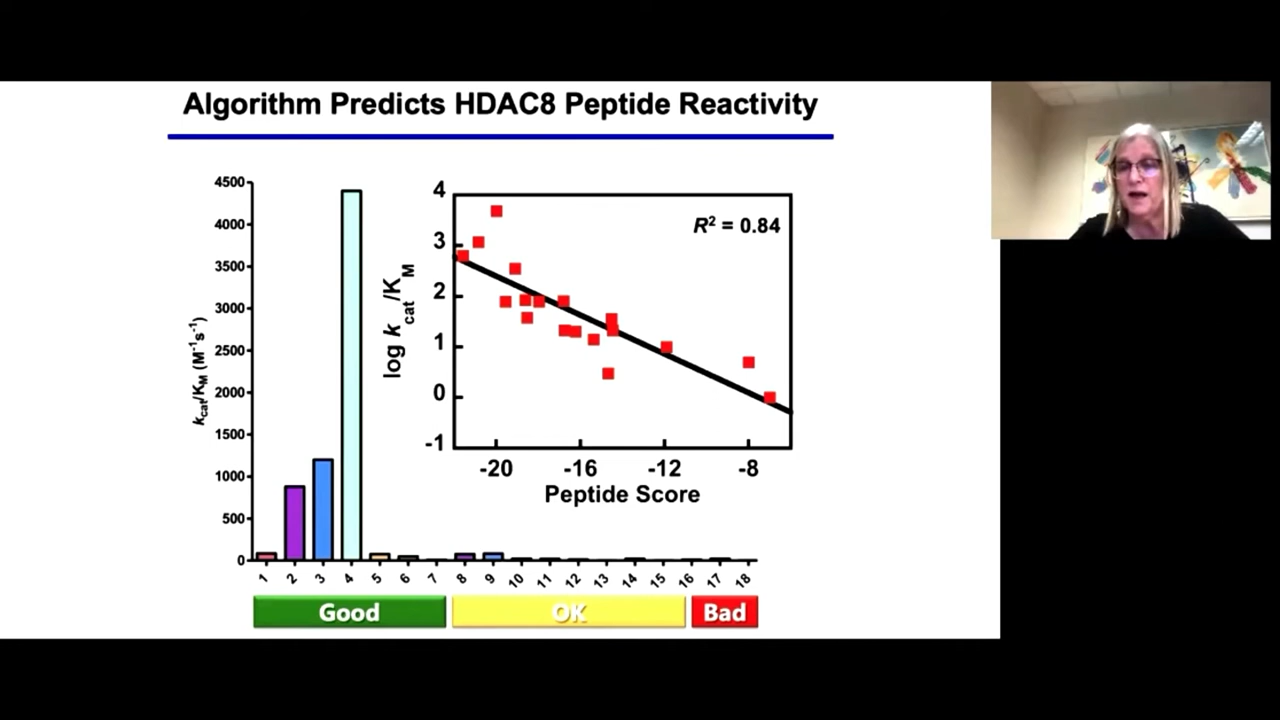 Algorithm Predicts HDAC8 Peptide Reactivity
4500
4000
3500
3000
2500
2000
1500
1000
500
0
kcat/KM (M-1s-1)
1 2 3 4 5 6 7 8 9 10 11 12 13 14 15 16 17 18
Good OK Bad
4
3
2
1
0
-1
log kcat/KM
R2 = 0.84
-20 -16 -12 -8
Peptide Score